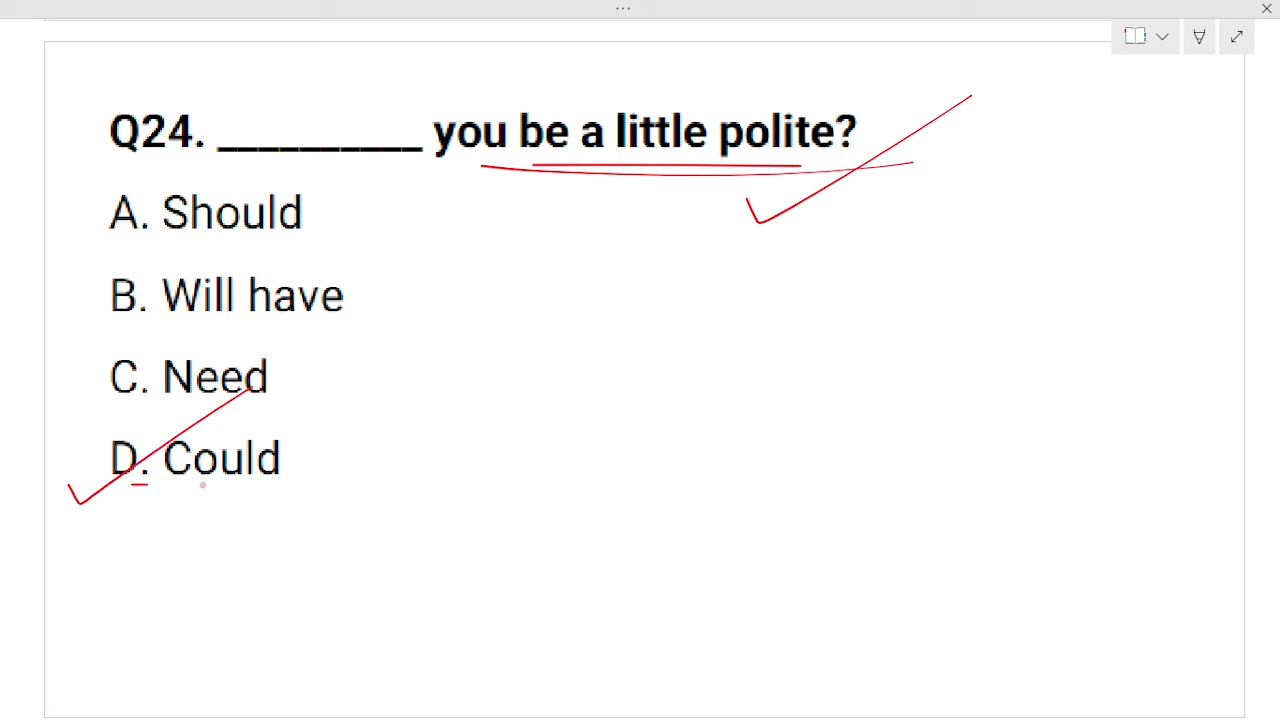 Q24. __________ you be a little polite?
A. Should
B. Will have
C. Need
D. Could